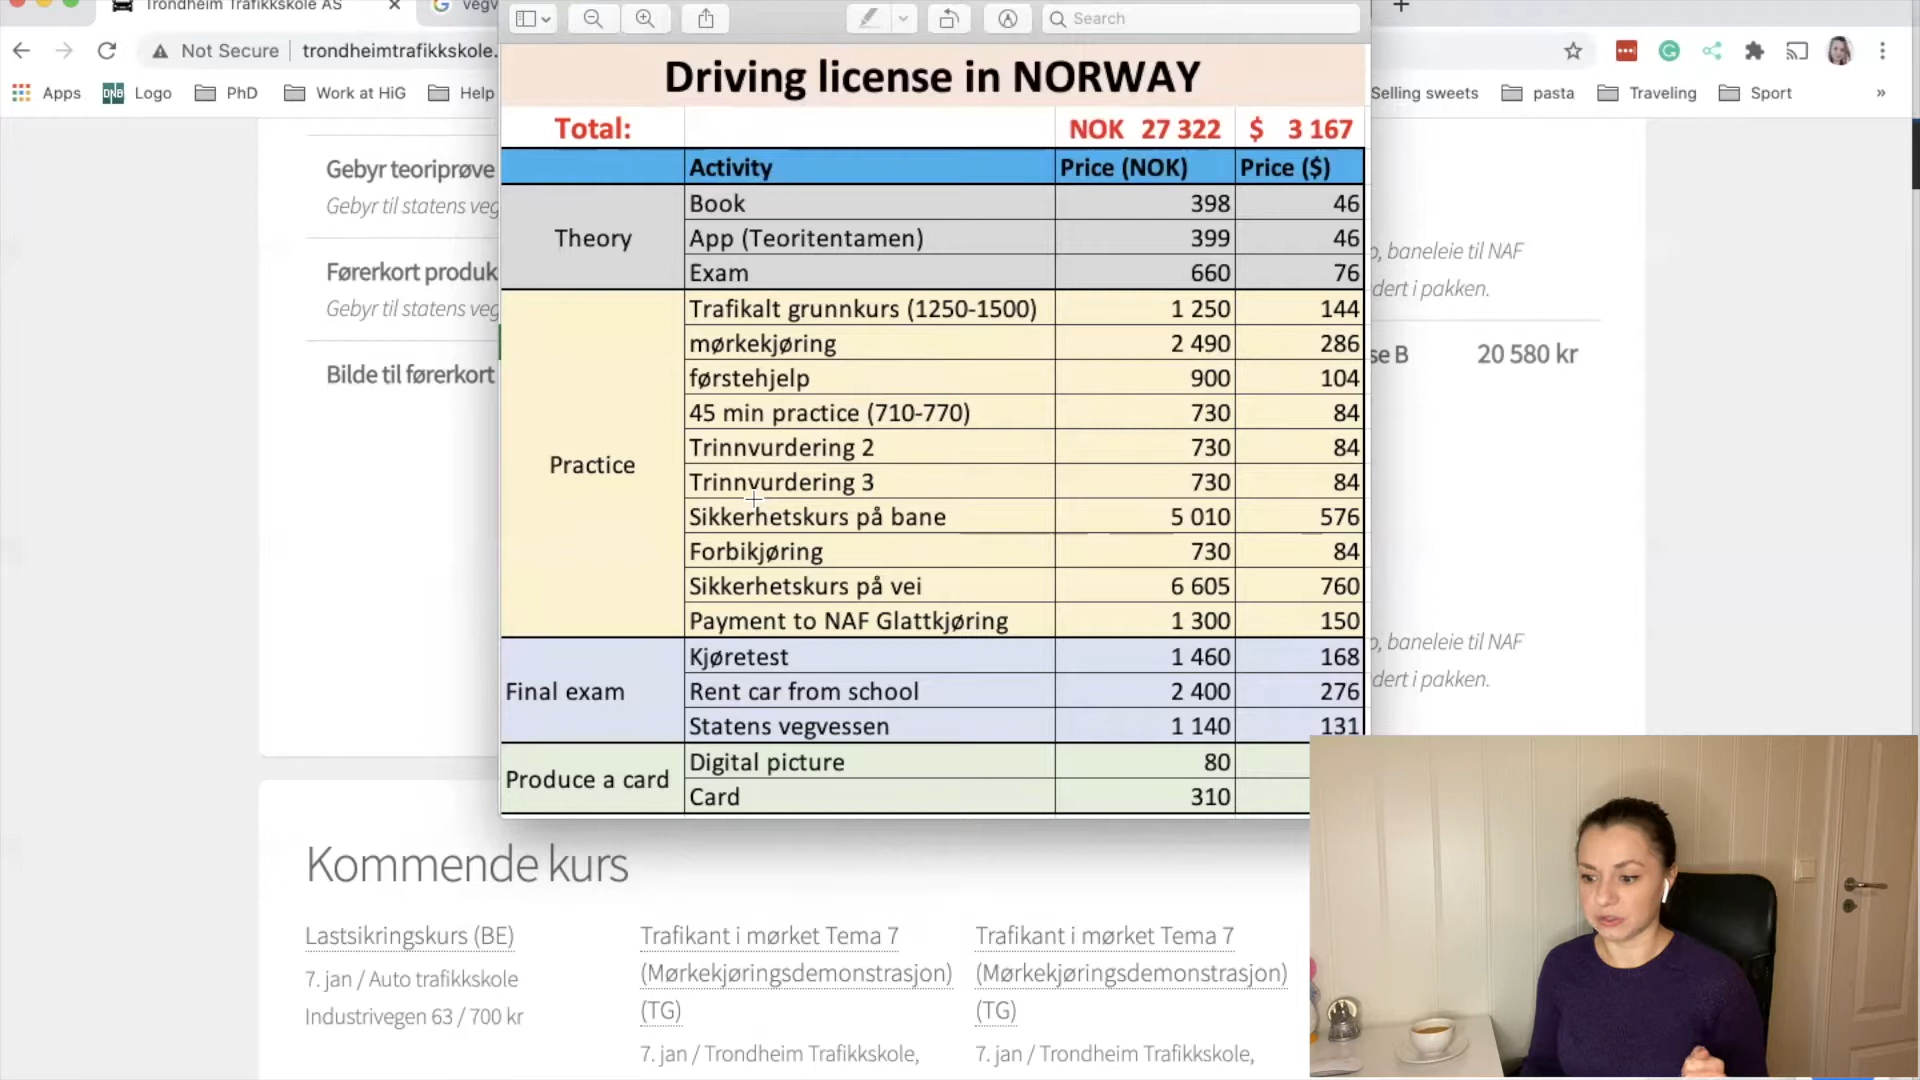 Trondheim Trafikkskole AS
vegv
Search
Not Secure
trondheimtrafikkskole.
Apps
Logo
PhD
Work at HiG
Help
Selling sweets
pasta
Traveling
Sport
»
Driving license in NORWAY
Total: NOK 27 322 $ 3 167
Activity Price (NOK) Price ($)
Theory
Book 398 46
App (Teoritentamen) 399 46
Exam 660 76
Practice
Trafikalt grunnkurs (1250-1500) 1 250 144
mørkekjøring 2 490 286
førstehjelp 900 104
45 min practice (710-770) 730 84
Trinnvurdering 2 730 84
Trinnvurdering 3 730 84
Sikkerhetskurs på bane 5 010 576
Forbikjøring 730 84
Sikkerhetskurs på vei 6 605 760
Payment to NAF Glattkjøring 1 300 150
Final exam
Kjøretest 1 460 168
Rent car from school 2 400 276
Statens vegvessen 1 140 131
Produce a card
Digital picture 80
Card 310
Gebyr teoriprøve
Gebyr til statens veg
Førerkort produk
Gebyr til statens veg
Bilde til førerkort
o, baneleie til NAF
dert i pakken.
se B 20 580 kr
o, baneleie til NAF
dert i pakken.
Kommende kurs
Lastsikringskurs (BE)
7. jan / Auto trafikkskole
Industrivegen 63 / 700 kr
Trafikant i mørket Tema 7
(Mørkekjøringsdemonstrasjon)
(TG)
7. jan / Trondheim Trafikkskole,
Trafikant i mørket Tema 7
(Mørkekjøringsdemonstrasjon)
(TG)
7. jan / Trondheim Trafikkskole,